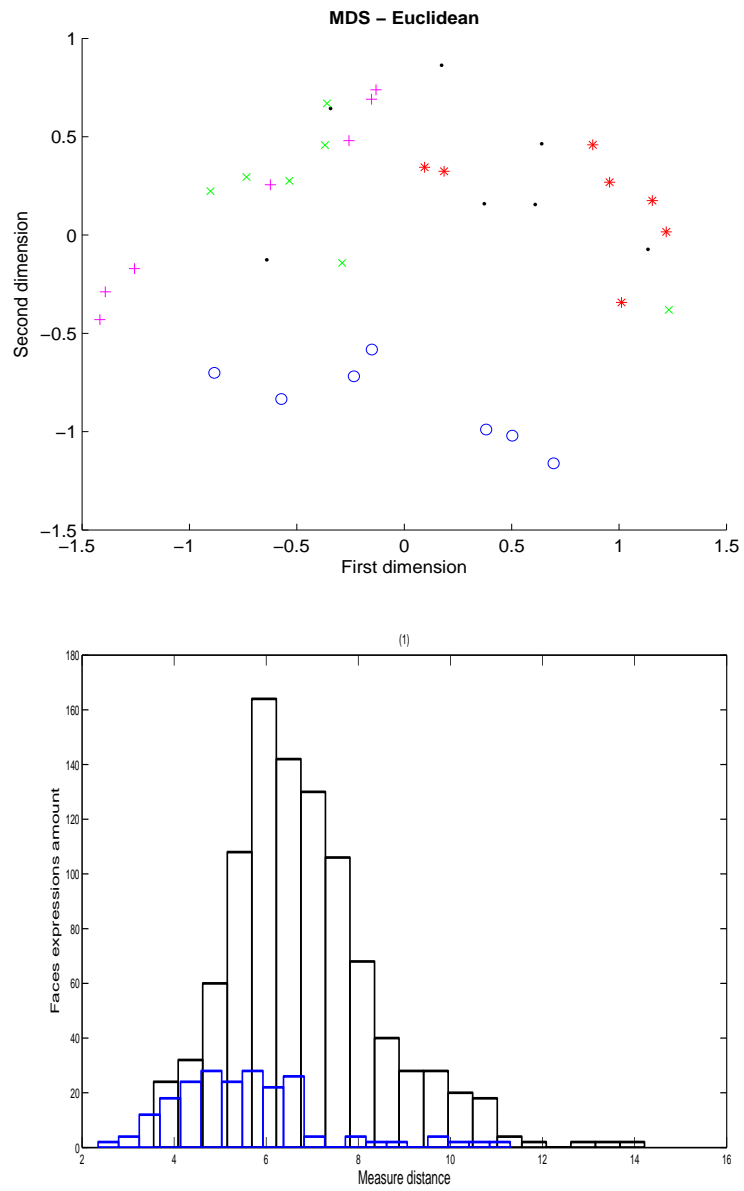 MDS − Euclidean
1
0.5
0
−0.5
−1
−1.5
Second dimension
−1.5 −1 −0.5 0 0.5 1 1.5
First dimension
(1)
180
160
140
120
100
80
60
40
20
0
Faces expressions amount
2 4 6 8 10 12 14 16
Measure distance